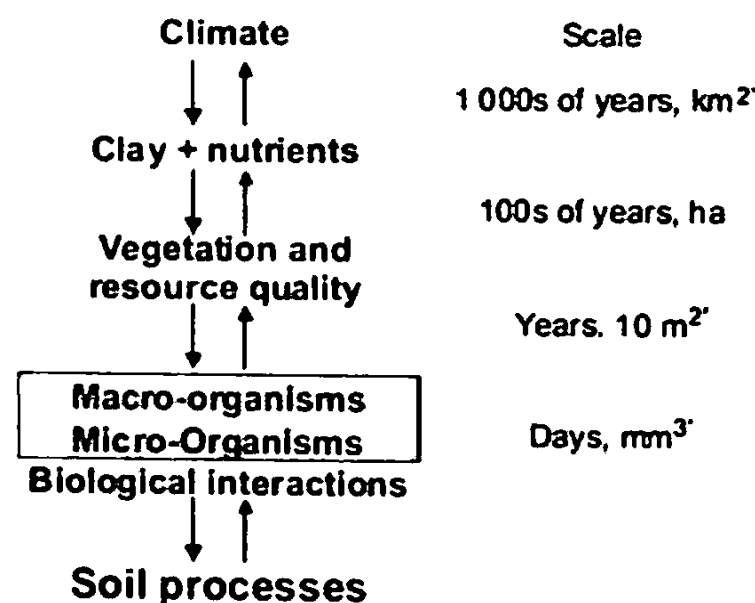 Climate
Scale
1 000s of years, km²
Clay + nutrients
100s of years, ha
Vegetation and
resource quality
Years. 10 m²
Macro-organisms
Micro-Organisms
Days, mm³
Biological interactions
Soil processes